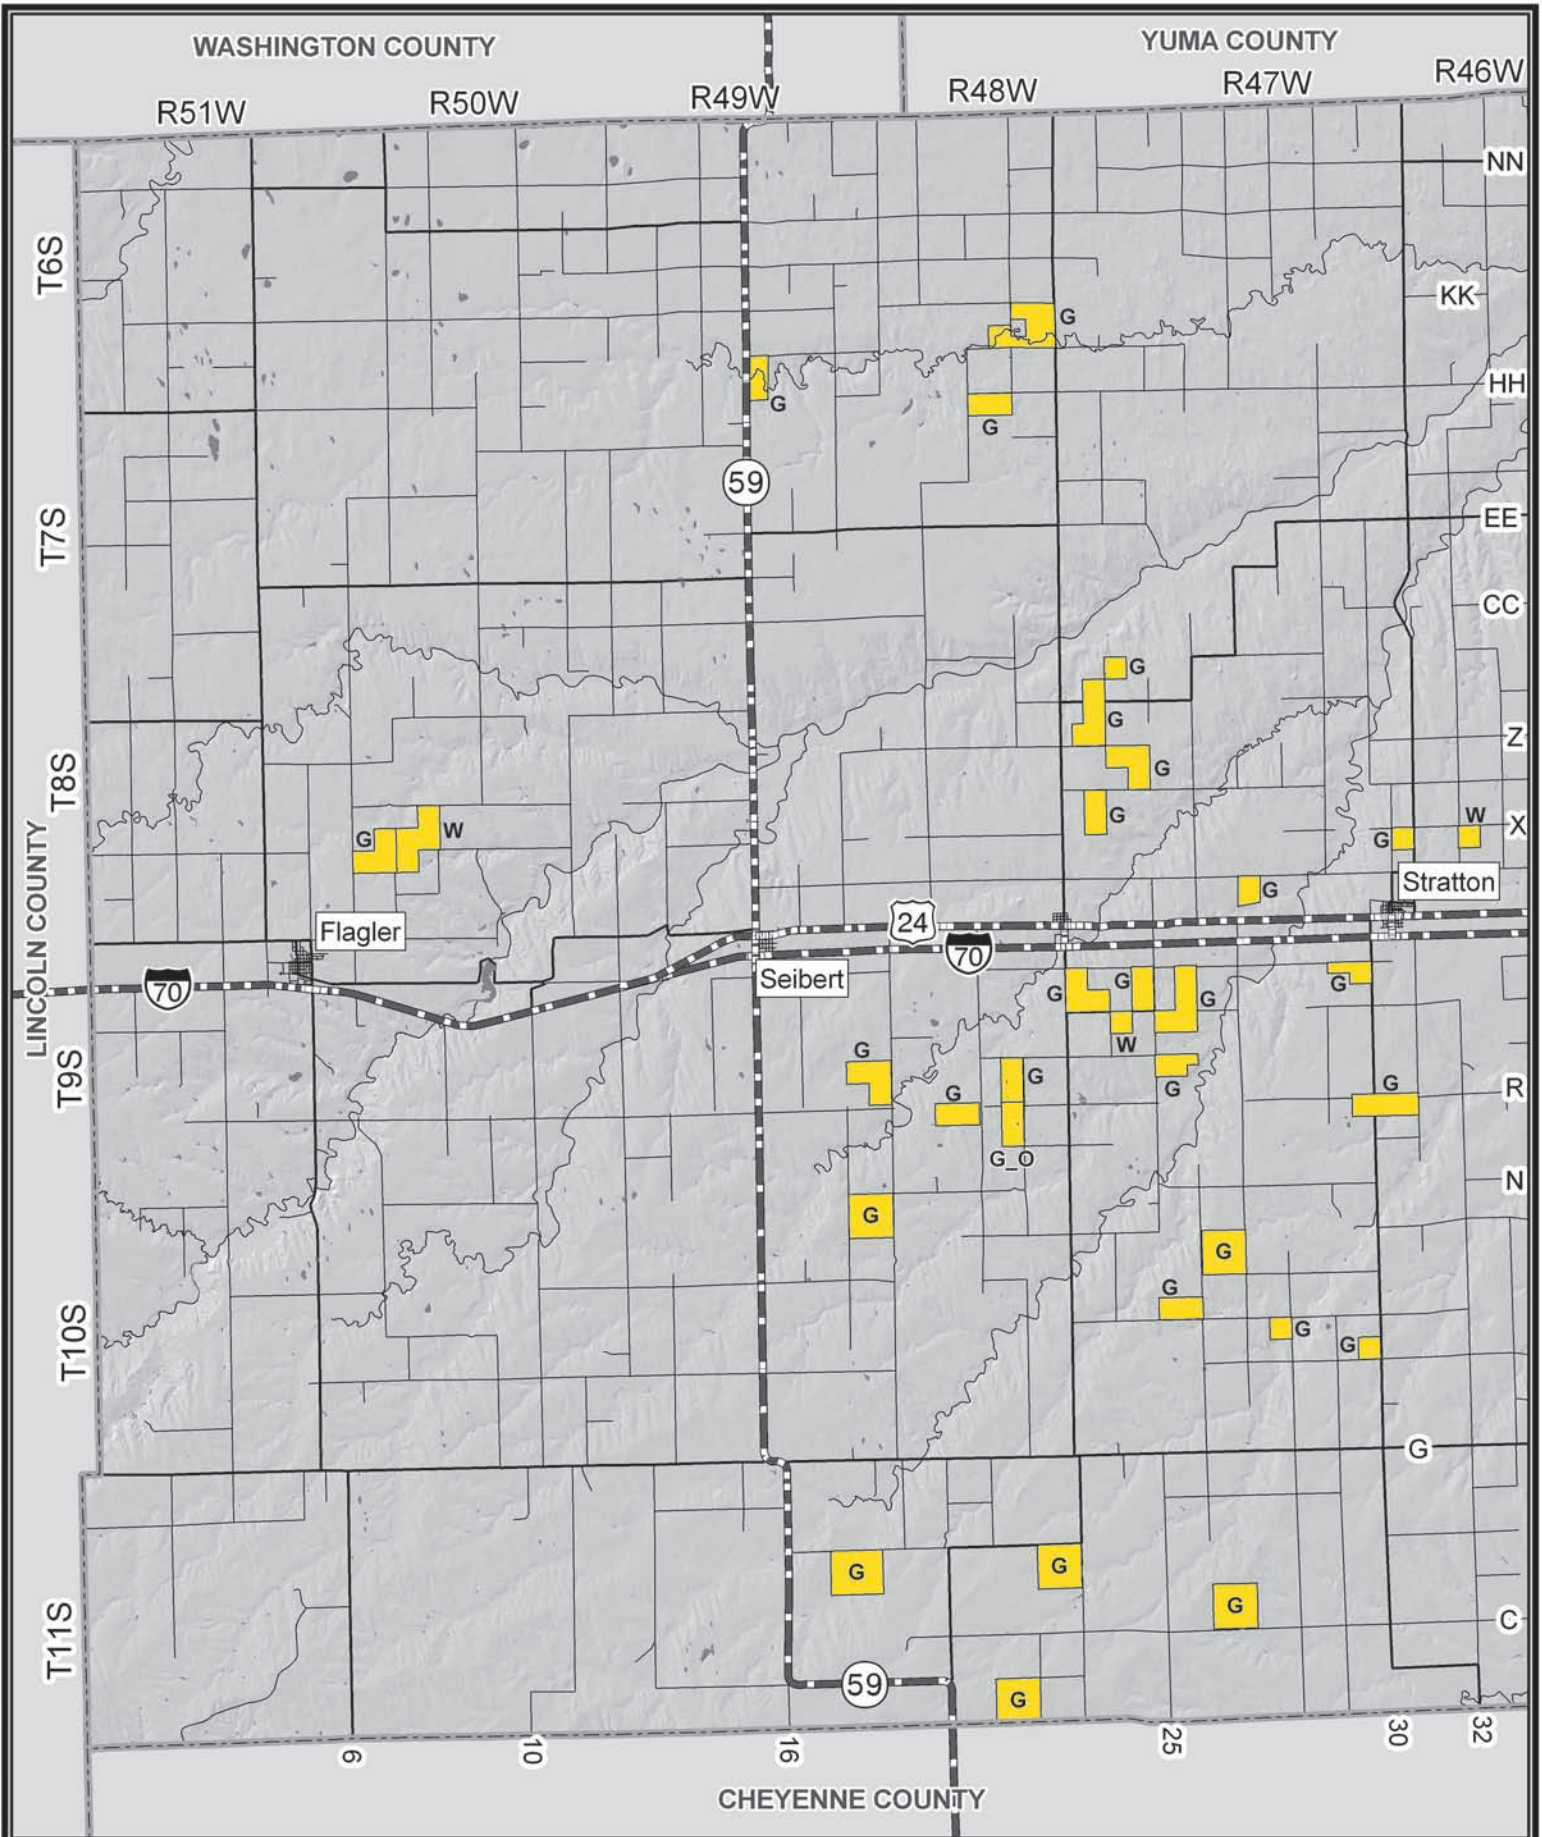 WASHINGTON COUNTY
YUMA COUNTY
R51W
R50W
R49W
R48W
R47W
R46W
NN
T6S
KK
G
HH
G
G
59
EE
T7S
CC
G
G
Z
G
T8S
G
W
G
W
X
G
G
Stratton
LINCOLN COUNTY
Flagler
24
70
Seibert
70
G
G
G
G
W
T9S
G
G
G
G
G
R
G_O
N
G
G
G
T10S
G
G
G
G
G
G
C
T11S
G
59
6
10
16
25
30
32
CHEYENNE COUNTY